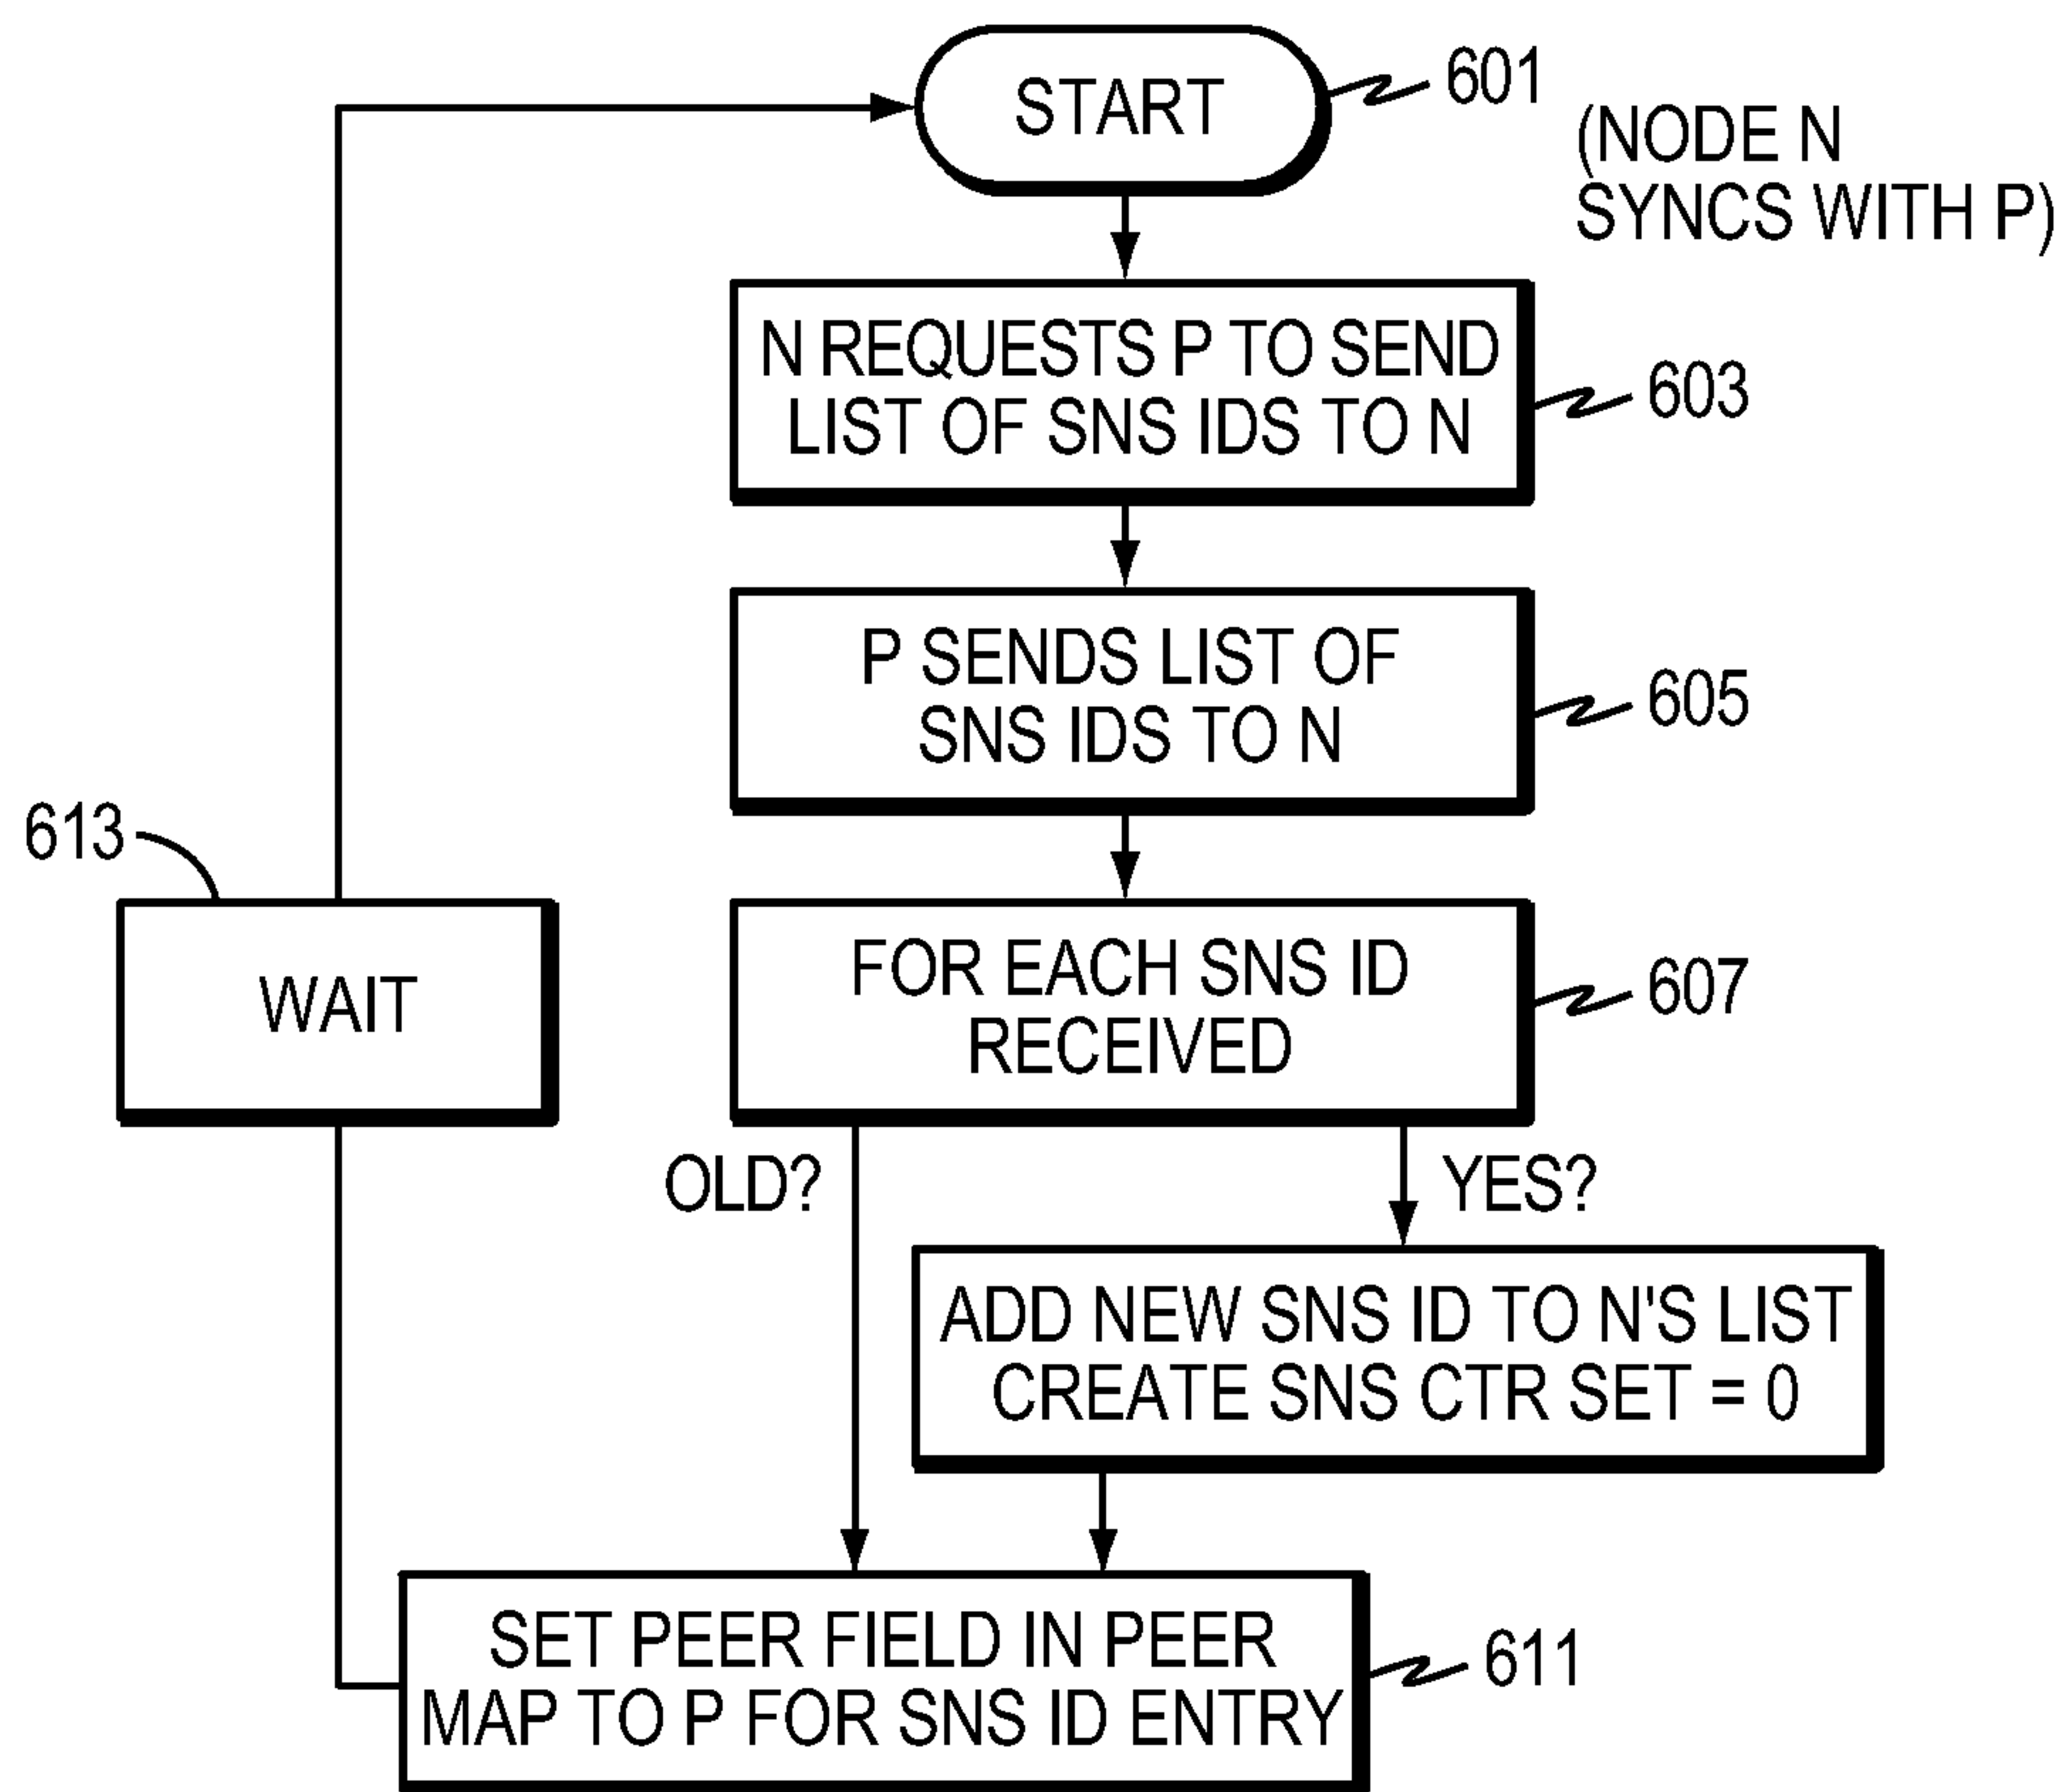 START
601
(NODE N
SYNCS WITH P)
N REQUESTS P TO SEND
LIST OF SNS IDS TO N
603
P SENDS LIST OF
SNS IDS TO N
605
613
WAIT
FOR EACH SNS ID
RECEIVED
607
OLD?
YES?
ADD NEW SNS ID TO N'S LIST
CREATE SNS CTR SET = 0
SET PEER FIELD IN PEER
MAP TO P FOR SNS ID ENTRY
611